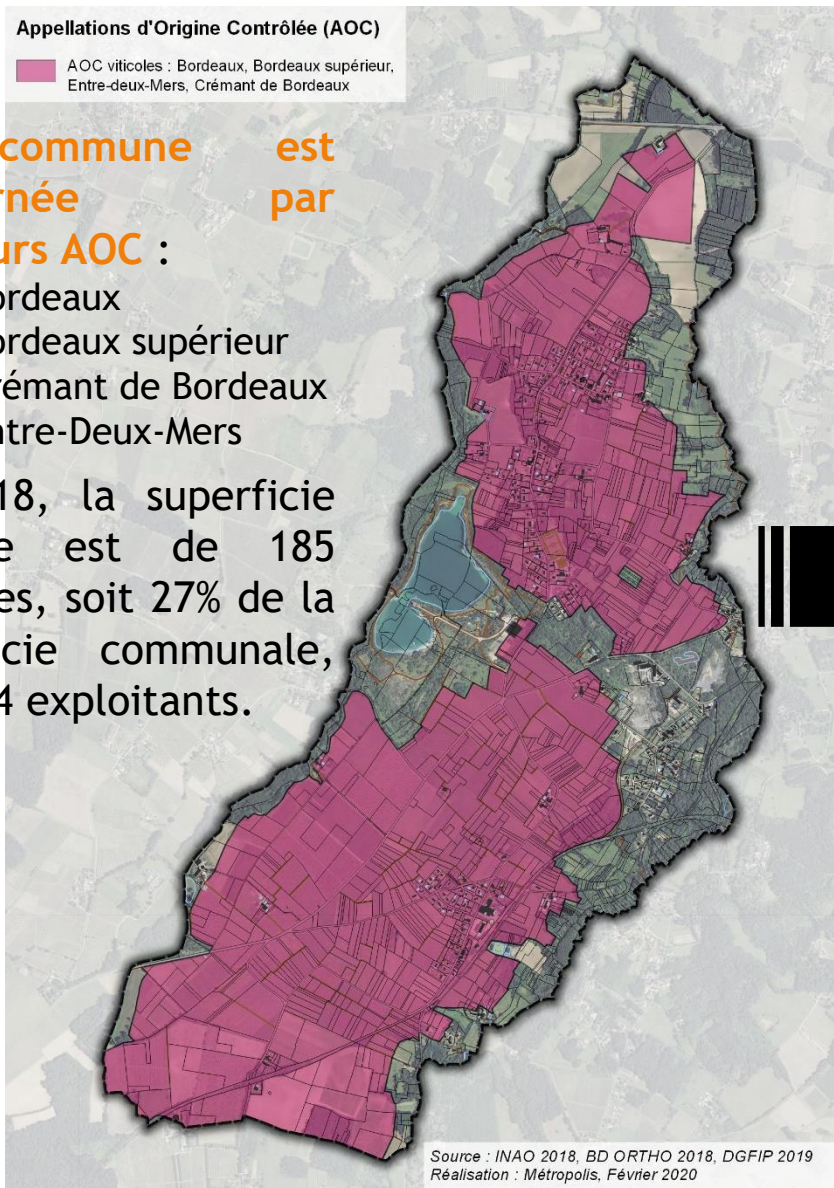 Appellations d'Origine Contrôlée (AOC)
AOC viticoles : Bordeaux, Bordeaux supérieur,
Entre-deux-Mers, Crémant de Bordeaux
commune est
rnée par
urs AOC :
ordeaux
ordeaux supérieur
rémant de Bordeaux
ntre-Deux-Mers
18, la superficie
e est de 185
es, soit 27% de la
cie communale,
4 exploitants.
Source : INAO 2018, BD ORTHO 2018, DGFIP 2019
Réalisation : Métropolis, Février 2020